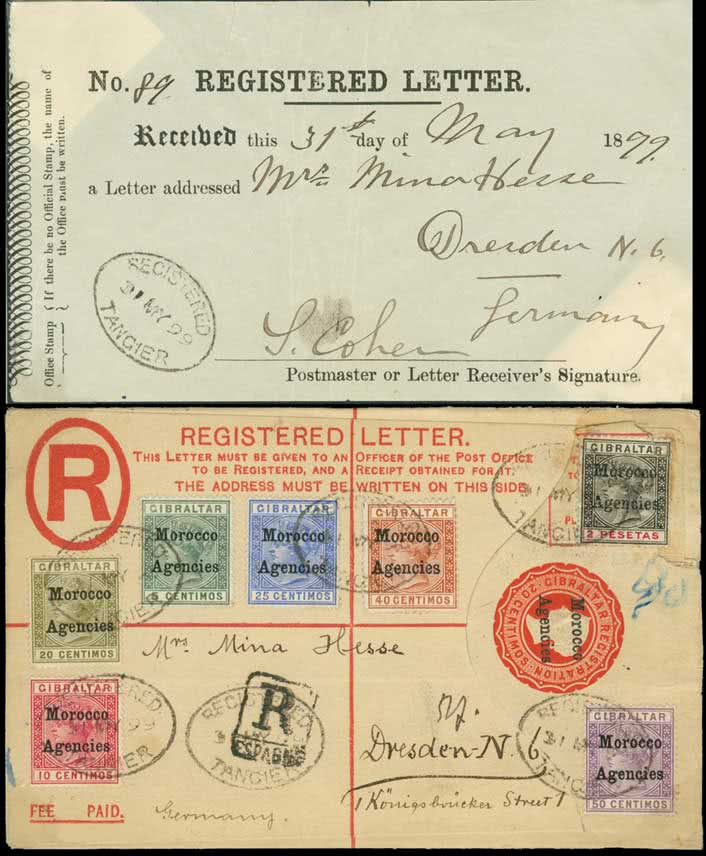 Office Stamp { If there be no Official Stamp, the name of
the Office must be written.
No. 89 REGISTERED LETTER.
Received this 31st day of May 1899.
a Letter addressed Mrs Mina Hesse
Dresden N. 6.
Germany
REGISTERED
31 MY 99
TANGIER
S. Cohen
Postmaster or Letter Receiver's Signature.
R
REGISTERED LETTER.
THIS LETTER MUST BE GIVEN TO AN OFFICER OF THE POST OFFICE
TO BE REGISTERED, AND A RECEIPT OBTAINED FOR IT.
THE ADDRESS MUST BE WRITTEN ON THIS SIDE.
GIBRALTAR
Morocco
Agencies
2 PESETAS
GIBRALTAR
Morocco
Agencies
5 CENTIMOS
GIBRALTAR
Morocco
Agencies
25 CENTIMOS
GIBRALTAR
Morocco
Agencies
40 CENTIMOS
GIBRALTAR
Morocco
Agencies
20 CENTIMOS
GIBRALTAR REGISTRATION
20 CENTIMOS
Morocco
Agencies
Mrs Mina Hesse
GIBRALTAR
Morocco
Agencies
10 CENTIMOS
REGISTERED
TANGIER
R
ESPAGNE
Dresden-N. 6.
Königsbrücker Street 1
GIBRALTAR
Morocco
Agencies
50 CENTIMOS
FEE PAID.
Germany.